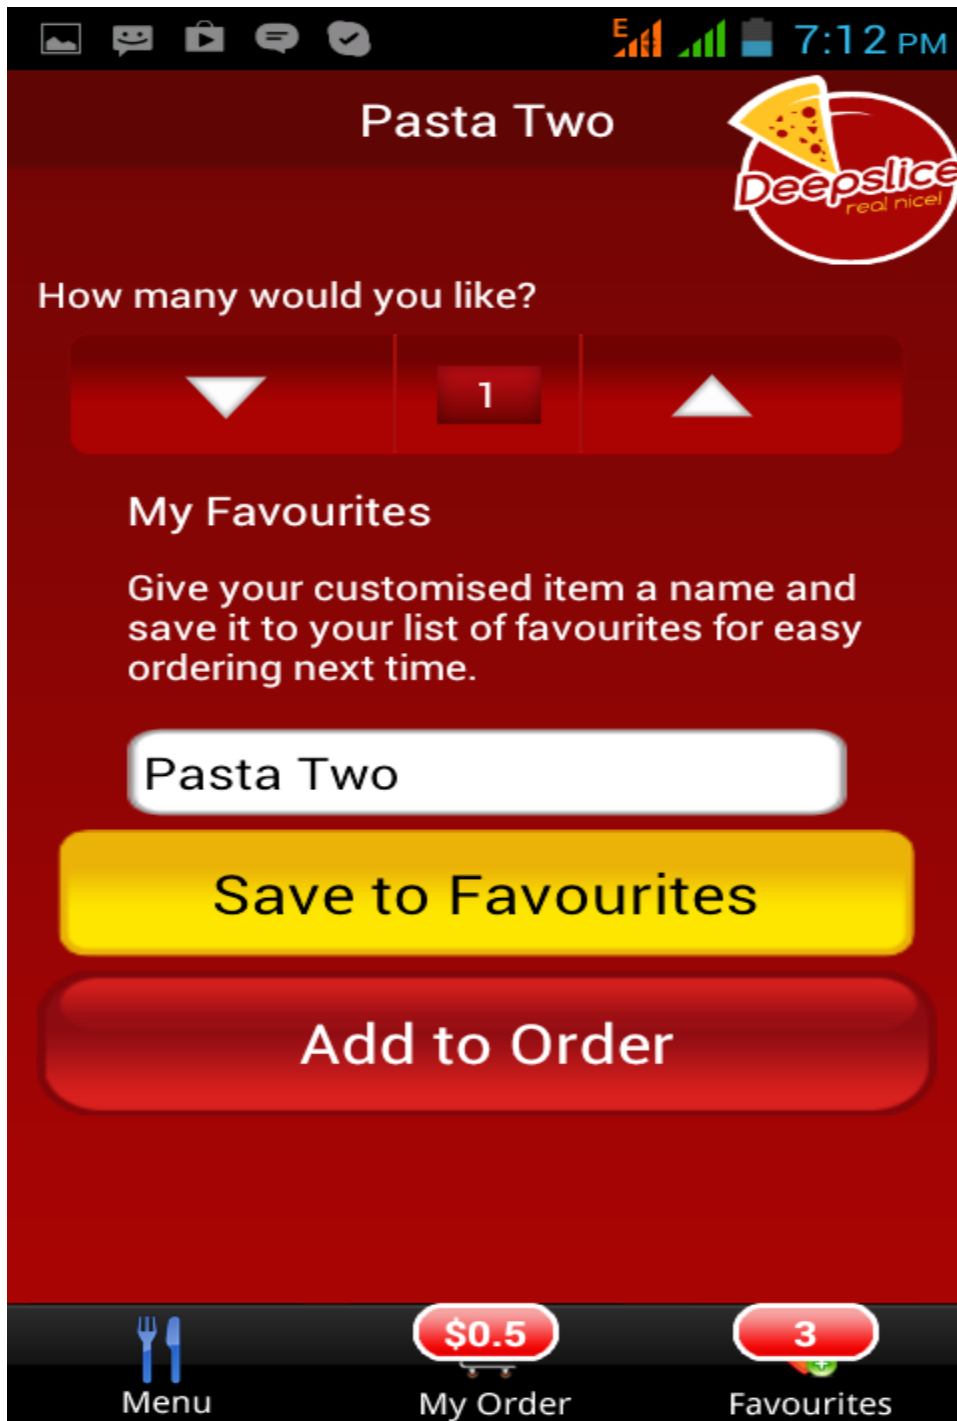 E
7:12 PM
Pasta Two
Deepslice
real nice!
How many would you like?
1
My Favourites
Give your customised item a name and
save it to your list of favourites for easy
ordering next time.
Pasta Two
Save to Favourites
Add to Order
$0.5
3
Menu
My Order
Favourites